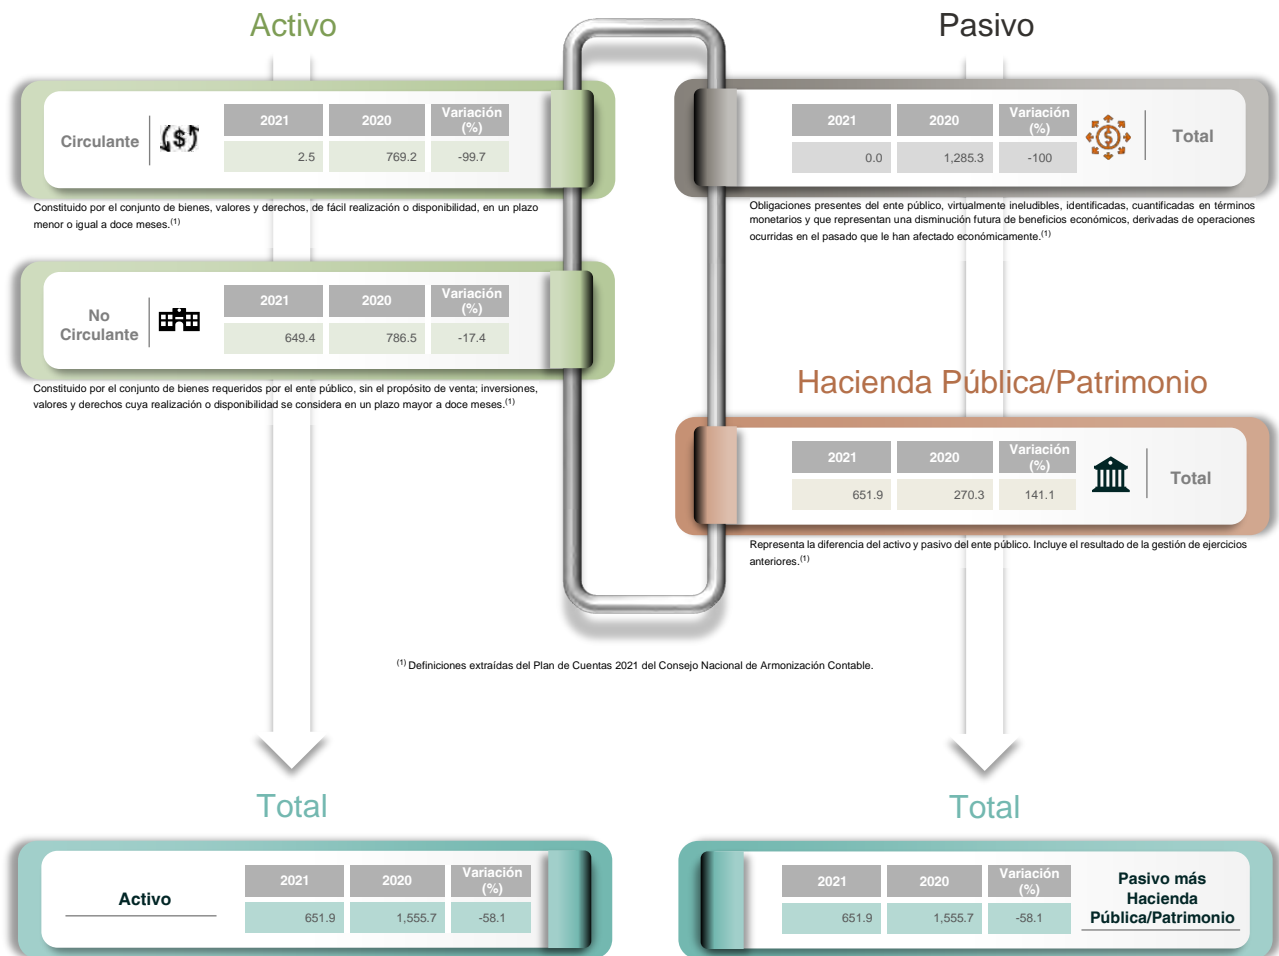 Activo
Circulante
2021 2020 Variación (%)
2.5 769.2 -99.7
Constituido por el conjunto de bienes, valores y derechos, de fácil realización o disponibilidad, en un plazo
menor o igual a doce meses.(1)
No
Circulante
2021 2020 Variación (%)
649.4 786.5 -17.4
Constituido por el conjunto de bienes requeridos por el ente público, sin el propósito de venta; inversiones,
valores y derechos cuya realización o disponibilidad se considera en un plazo mayor a doce meses.(1)
Pasivo
2021 2020 Variación (%)
0.0 1,285.3 -100
Total
Obligaciones presentes del ente público, virtualmente ineludibles, identificadas, cuantificadas en términos
monetarios y que representan una disminución futura de beneficios económicos, derivadas de operaciones
ocurridas en el pasado que le han afectado económicamente.(1)
Hacienda Pública/Patrimonio
2021 2020 Variación (%)
651.9 270.3 141.1
Total
Representa la diferencia del activo y pasivo del ente público. Incluye el resultado de la gestión de ejercicios
anteriores.(1)
(1) Definiciones extraídas del Plan de Cuentas 2021 del Consejo Nacional de Armonización Contable.
Total
Activo
2021 2020 Variación (%)
651.9 1,555.7 -58.1
Total
2021 2020 Variación (%)
651.9 1,555.7 -58.1
Pasivo más
Hacienda
Pública/Patrimonio